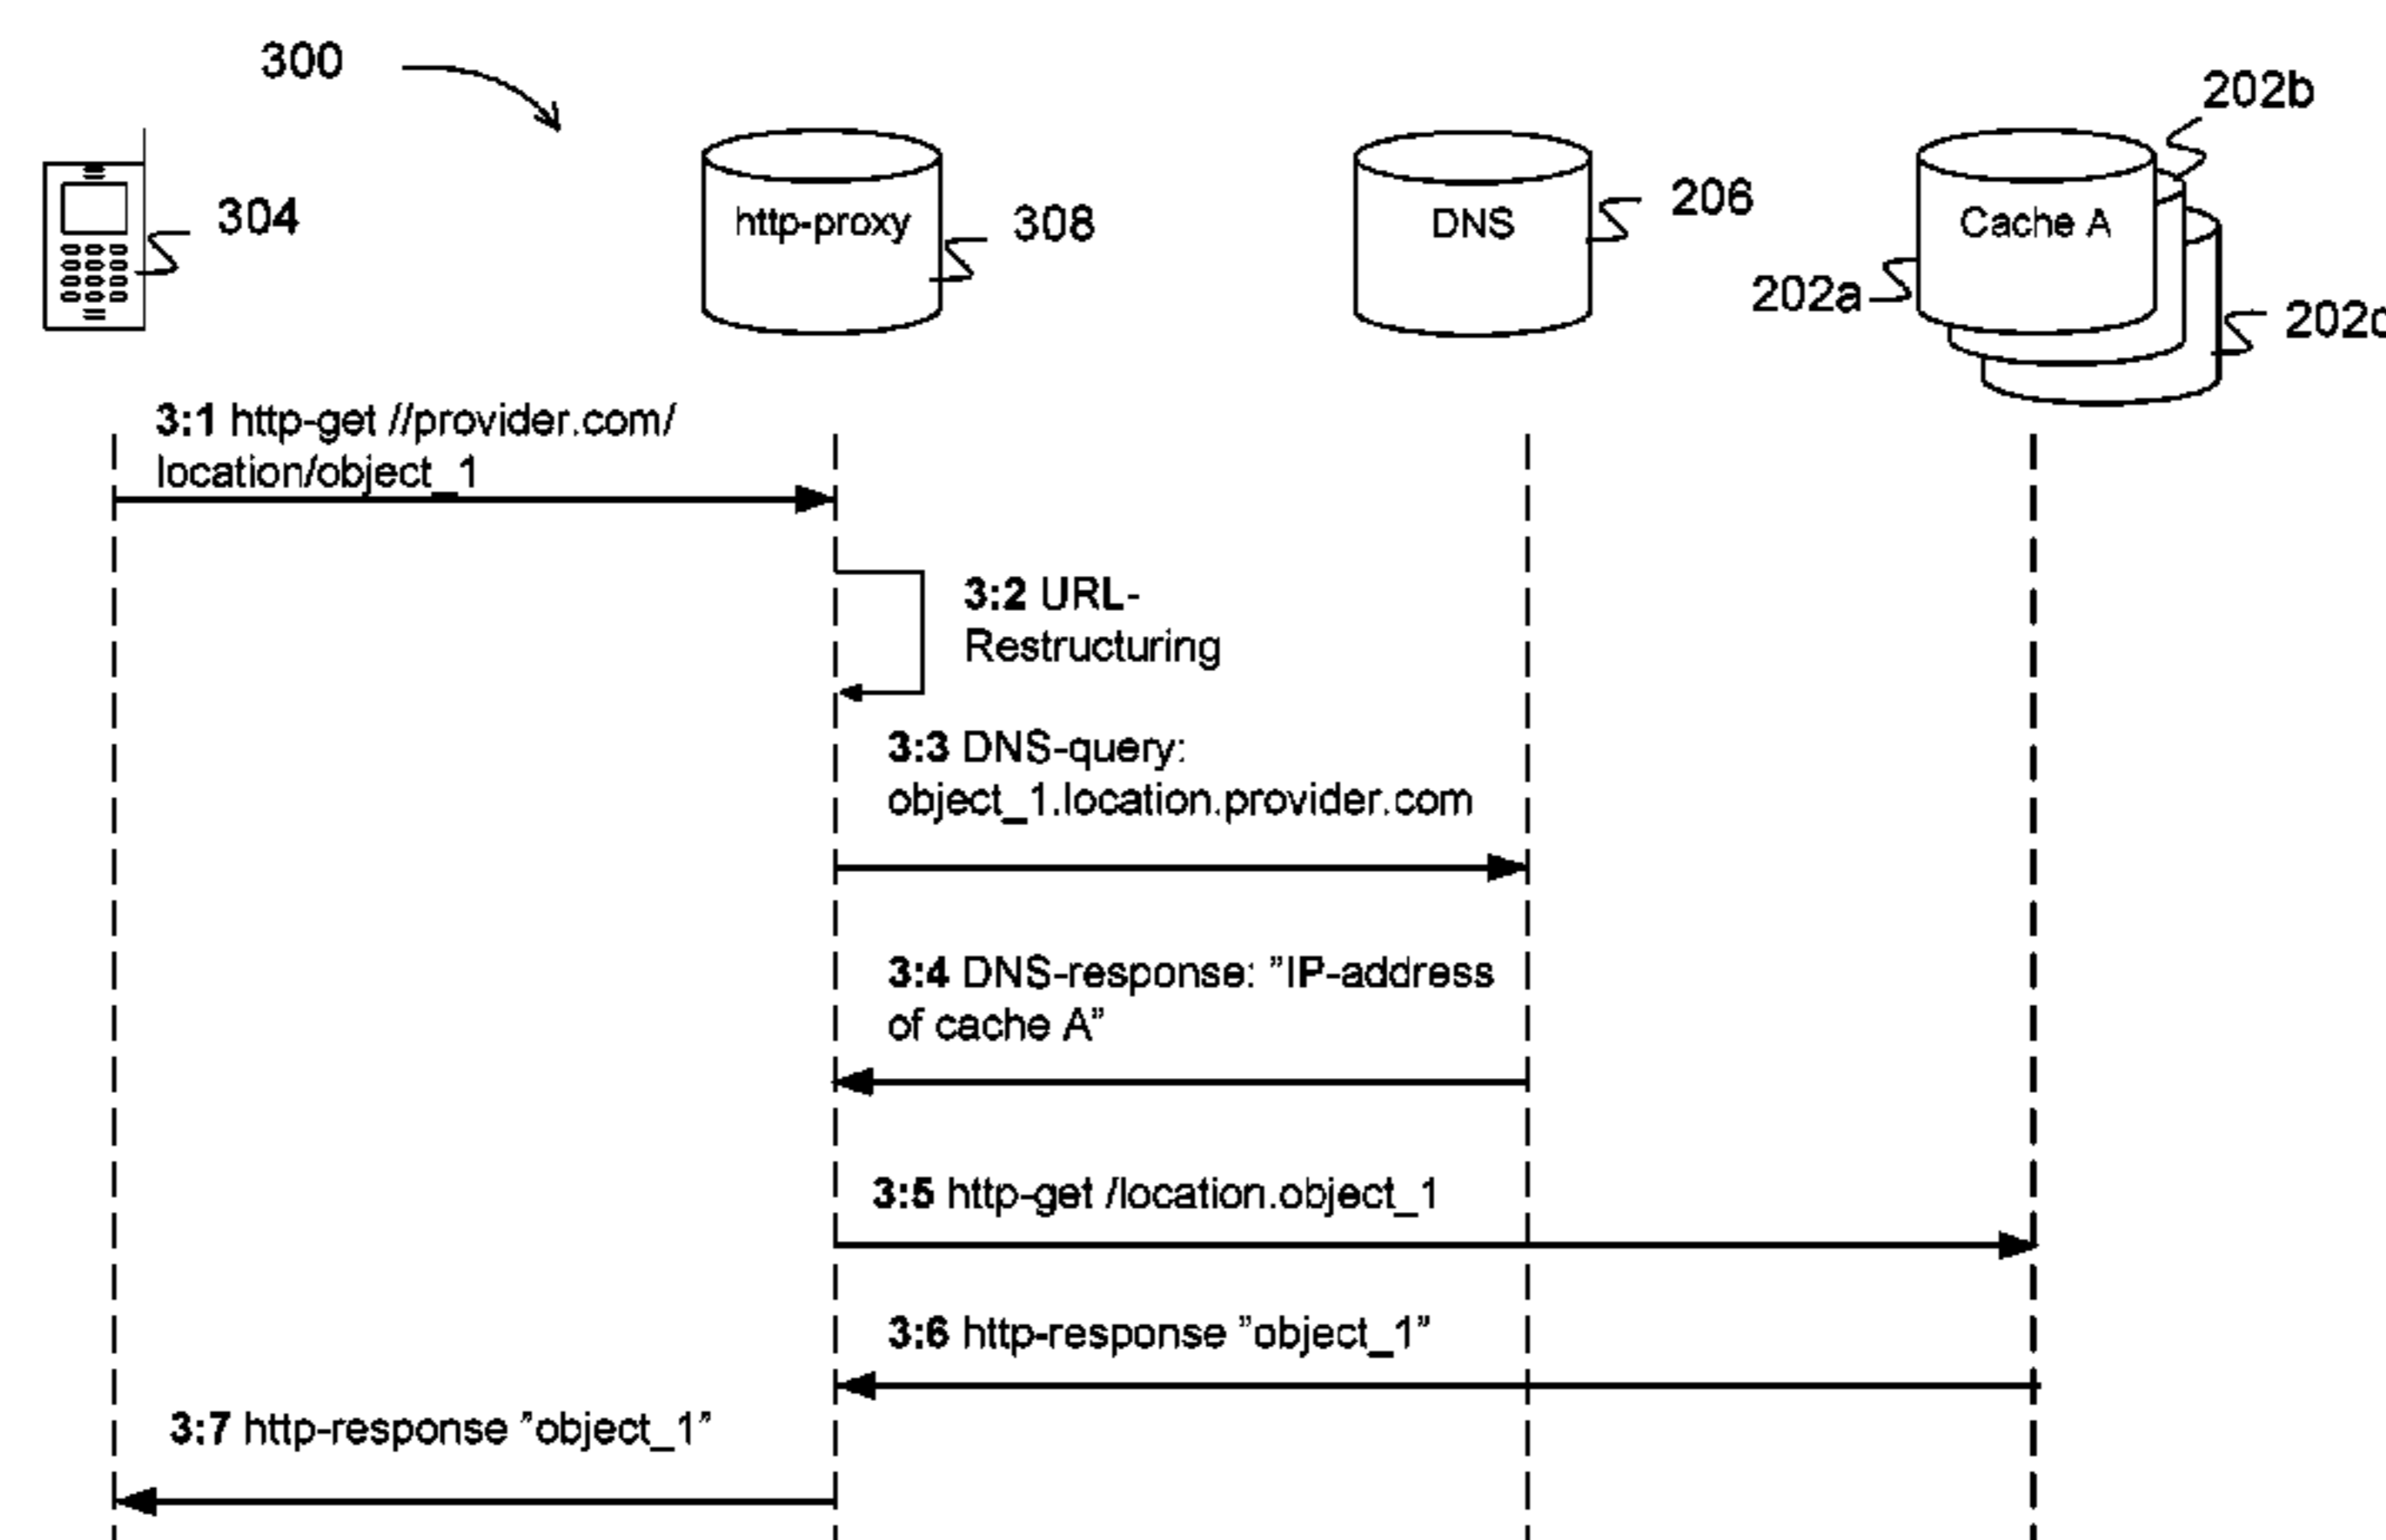 300
202b
304
http-proxy
308
DNS
206
Cache A
202a
3:1 http-get //provider.com/
location/object_1
3:2 URL-
Restructuring
3:3 DNS-query:
object_1.location.provider.com
3:4 DNS-response: ”IP-address
of cache A”
3:5 http-get /location.object_1
3:6 http-response ”object_1”
3:7 http-response ”object_1”